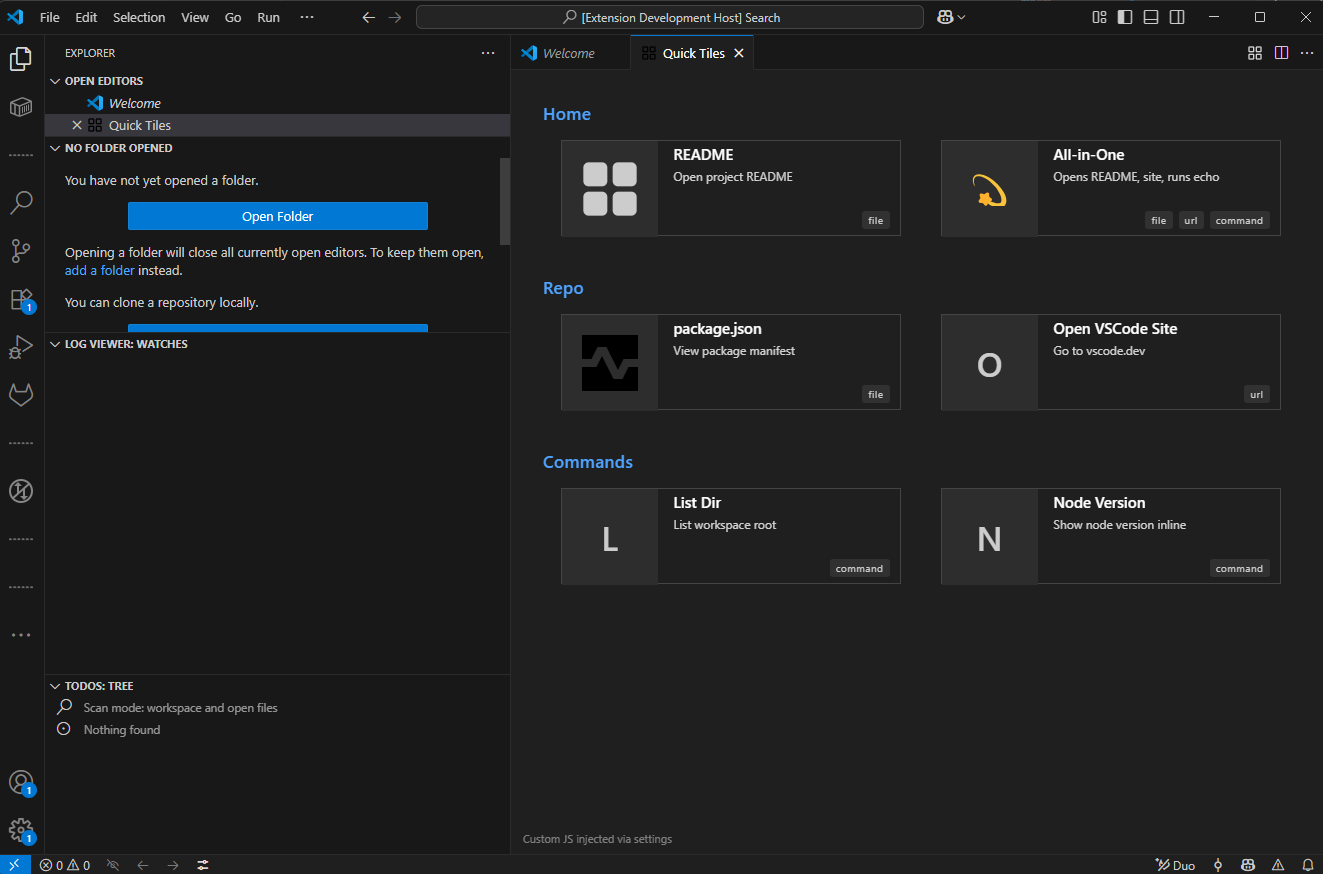 File Edit Selection View Go Run ··· [Extension Development Host] Search
EXPLORER ···
OPEN EDITORS
Welcome
Quick Tiles
NO FOLDER OPENED
You have not yet opened a folder.
Open Folder
Opening a folder will close all currently open editors. To keep them open,
add a folder instead.
You can clone a repository locally.
LOG VIEWER: WATCHES
TODOS: TREE
Scan mode: workspace and open files
Nothing found
1
1
1
Welcome Quick Tiles
Home
README
Open project README
file
All-in-One
Opens README, site, runs echo
file url command
Repo
package.json
View package manifest
file
O
Open VSCode Site
Go to vscode.dev
url
Commands
L
List Dir
List workspace root
command
N
Node Version
Show node version inline
command
Custom JS injected via settings
0 0 Duo